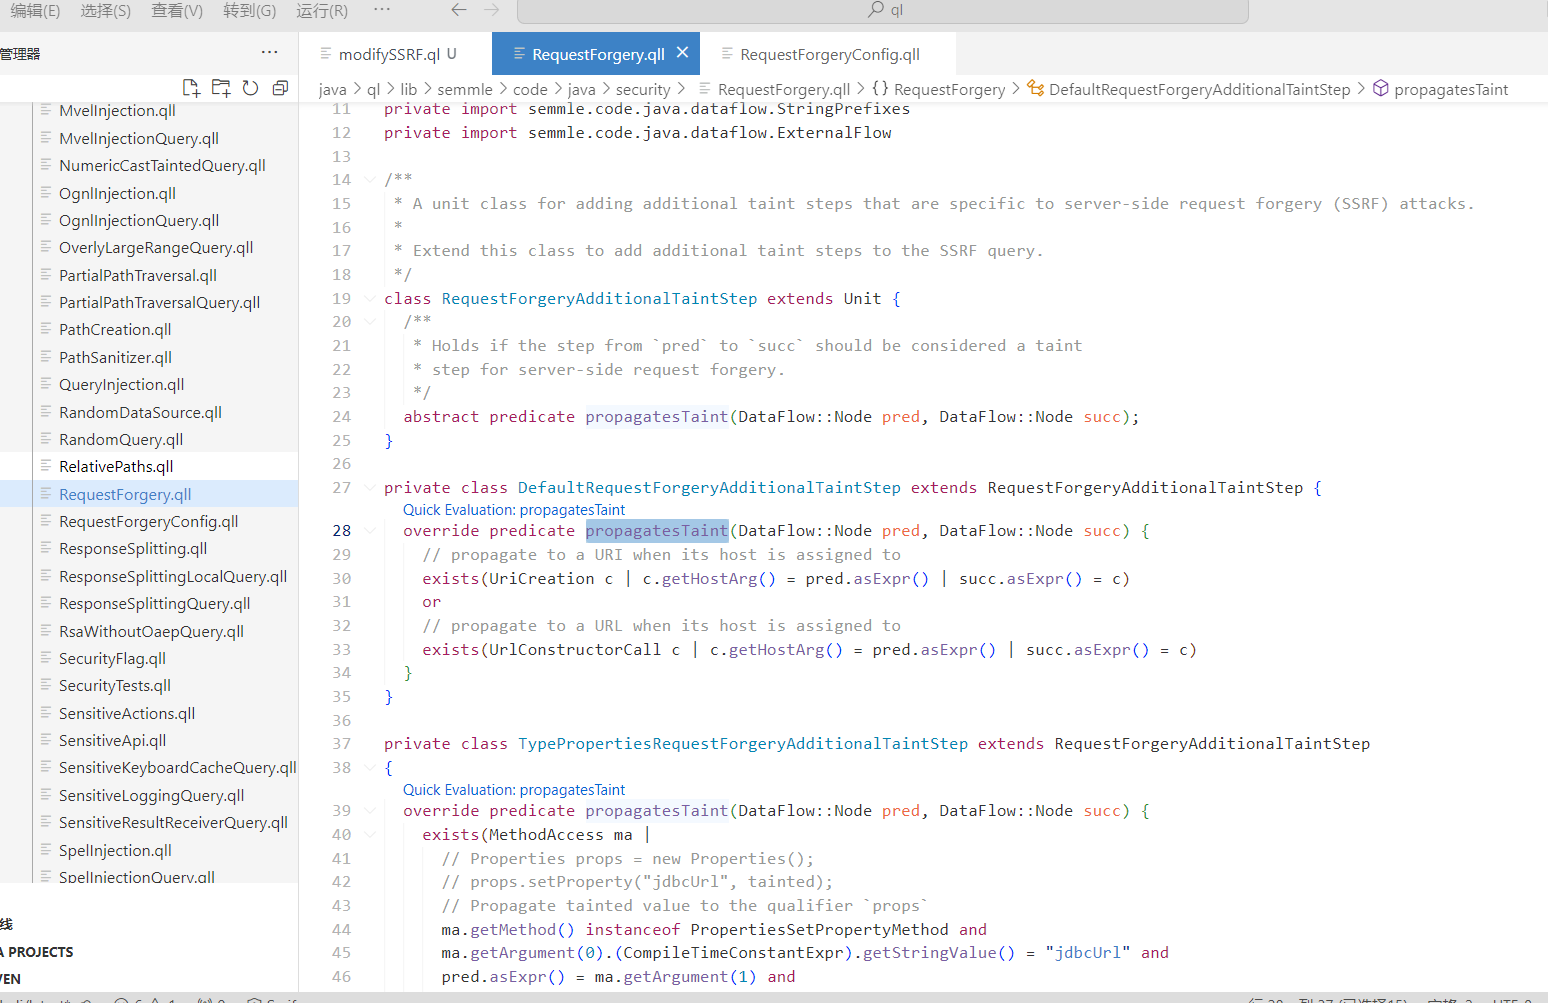 编辑(E) 选择(S) 查看(V) 转到(G) 运行(R) ··· ql
管理器 ···
modifySSRF.ql U RequestForgery.qll RequestForgeryConfig.qll
java > ql > lib > semmle > code > java > security > RequestForgery.qll > {} RequestForgery > DefaultRequestForgeryAdditionalTaintStep > propagatesTaint
MvelInjection.qll
MvelInjectionQuery.qll
NumericCastTaintedQuery.qll
OgnlInjection.qll
OgnlInjectionQuery.qll
OverlyLargeRangeQuery.qll
PartialPathTraversal.qll
PartialPathTraversalQuery.qll
PathCreation.qll
PathSanitizer.qll
QueryInjection.qll
RandomDataSource.qll
RandomQuery.qll
RelativePaths.qll
RequestForgery.qll
RequestForgeryConfig.qll
ResponseSplitting.qll
ResponseSplittingLocalQuery.qll
ResponseSplittingQuery.qll
RsaWithoutOaepQuery.qll
SecurityFlag.qll
SecurityTests.qll
SensitiveActions.qll
SensitiveApi.qll
SensitiveKeyboardCacheQuery.qll
SensitiveLoggingQuery.qll
SensitiveResultReceiverQuery.qll
SpelInjection.qll
SpelInjectionQuery.qll
线
A PROJECTS
VEN
11 private import semmle.code.java.dataflow.StringPrefixes
12 private import semmle.code.java.dataflow.ExternalFlow
13
14 /**
15 * A unit class for adding additional taint steps that are specific to server-side request forgery (SSRF) attacks.
16 *
17 * Extend this class to add additional taint steps to the SSRF query.
18 */
19 class RequestForgeryAdditionalTaintStep extends Unit {
20 /**
21 * Holds if the step from `pred` to `succ` should be considered a taint
22 * step for server-side request forgery.
23 */
24 abstract predicate propagatesTaint(DataFlow::Node pred, DataFlow::Node succ);
25 }
26
27 private class DefaultRequestForgeryAdditionalTaintStep extends RequestForgeryAdditionalTaintStep {
Quick Evaluation: propagatesTaint
28 override predicate propagatesTaint(DataFlow::Node pred, DataFlow::Node succ) {
29 // propagate to a URI when its host is assigned to
30 exists(UriCreation c | c.getHostArg() = pred.asExpr() | succ.asExpr() = c)
31 or
32 // propagate to a URL when its host is assigned to
33 exists(UrlConstructorCall c | c.getHostArg() = pred.asExpr() | succ.asExpr() = c)
34 }
35 }
36
37 private class TypePropertiesRequestForgeryAdditionalTaintStep extends RequestForgeryAdditionalTaintStep
38 {
Quick Evaluation: propagatesTaint
39 override predicate propagatesTaint(DataFlow::Node pred, DataFlow::Node succ) {
40 exists(MethodAccess ma |
41 // Properties props = new Properties();
42 // props.setProperty("jdbcUrl", tainted);
43 // Propagate tainted value to the qualifier `props`
44 ma.getMethod() instanceof PropertiesSetPropertyMethod and
45 ma.getArgument(0).(CompileTimeConstantExpr).getStringValue() = "jdbcUrl" and
46 pred.asExpr() = ma.getArgument(1) and